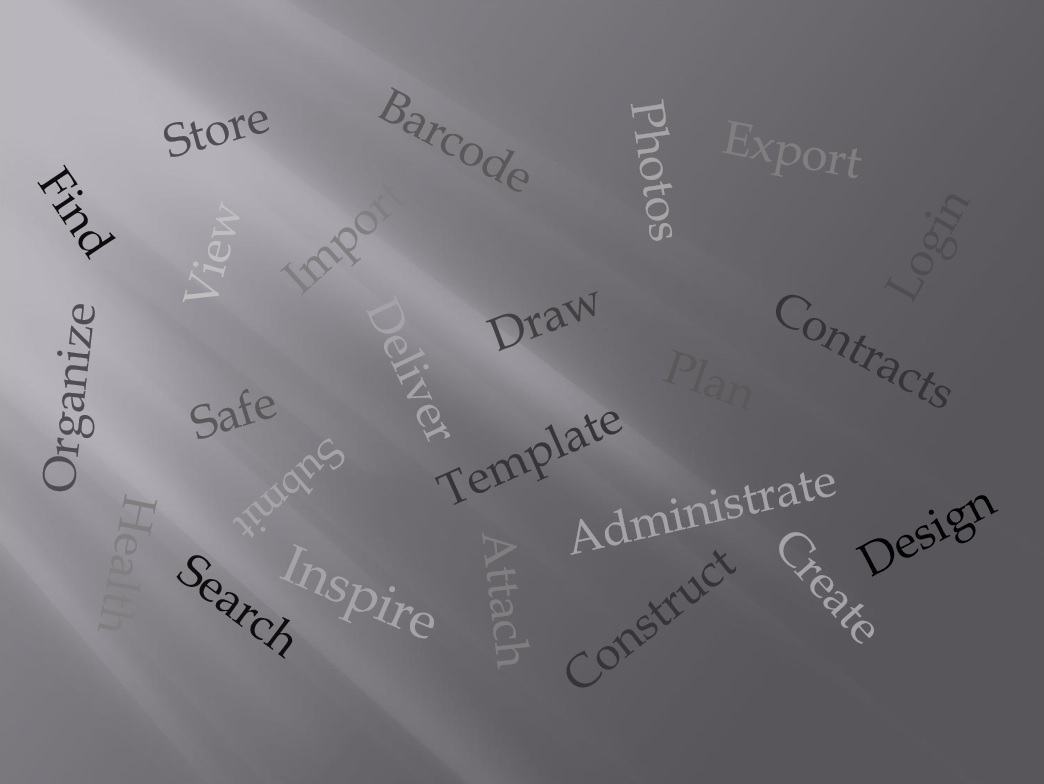 Store
Barcode
Photos
Export
Find
View
Import
Login
Organize
Deliver
Draw
Contracts
Safe
Plan
Submit
Template
Health
Administrate
Design
Search
Inspire
Attach
Construct
Create